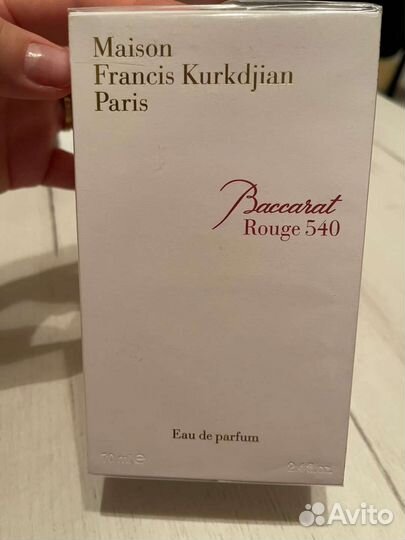 Maison
Francis Kurkdjian
Paris
Baccarat
Rouge 540
Eau de parfum
70 ml e 2.4 fl.oz.
Avito